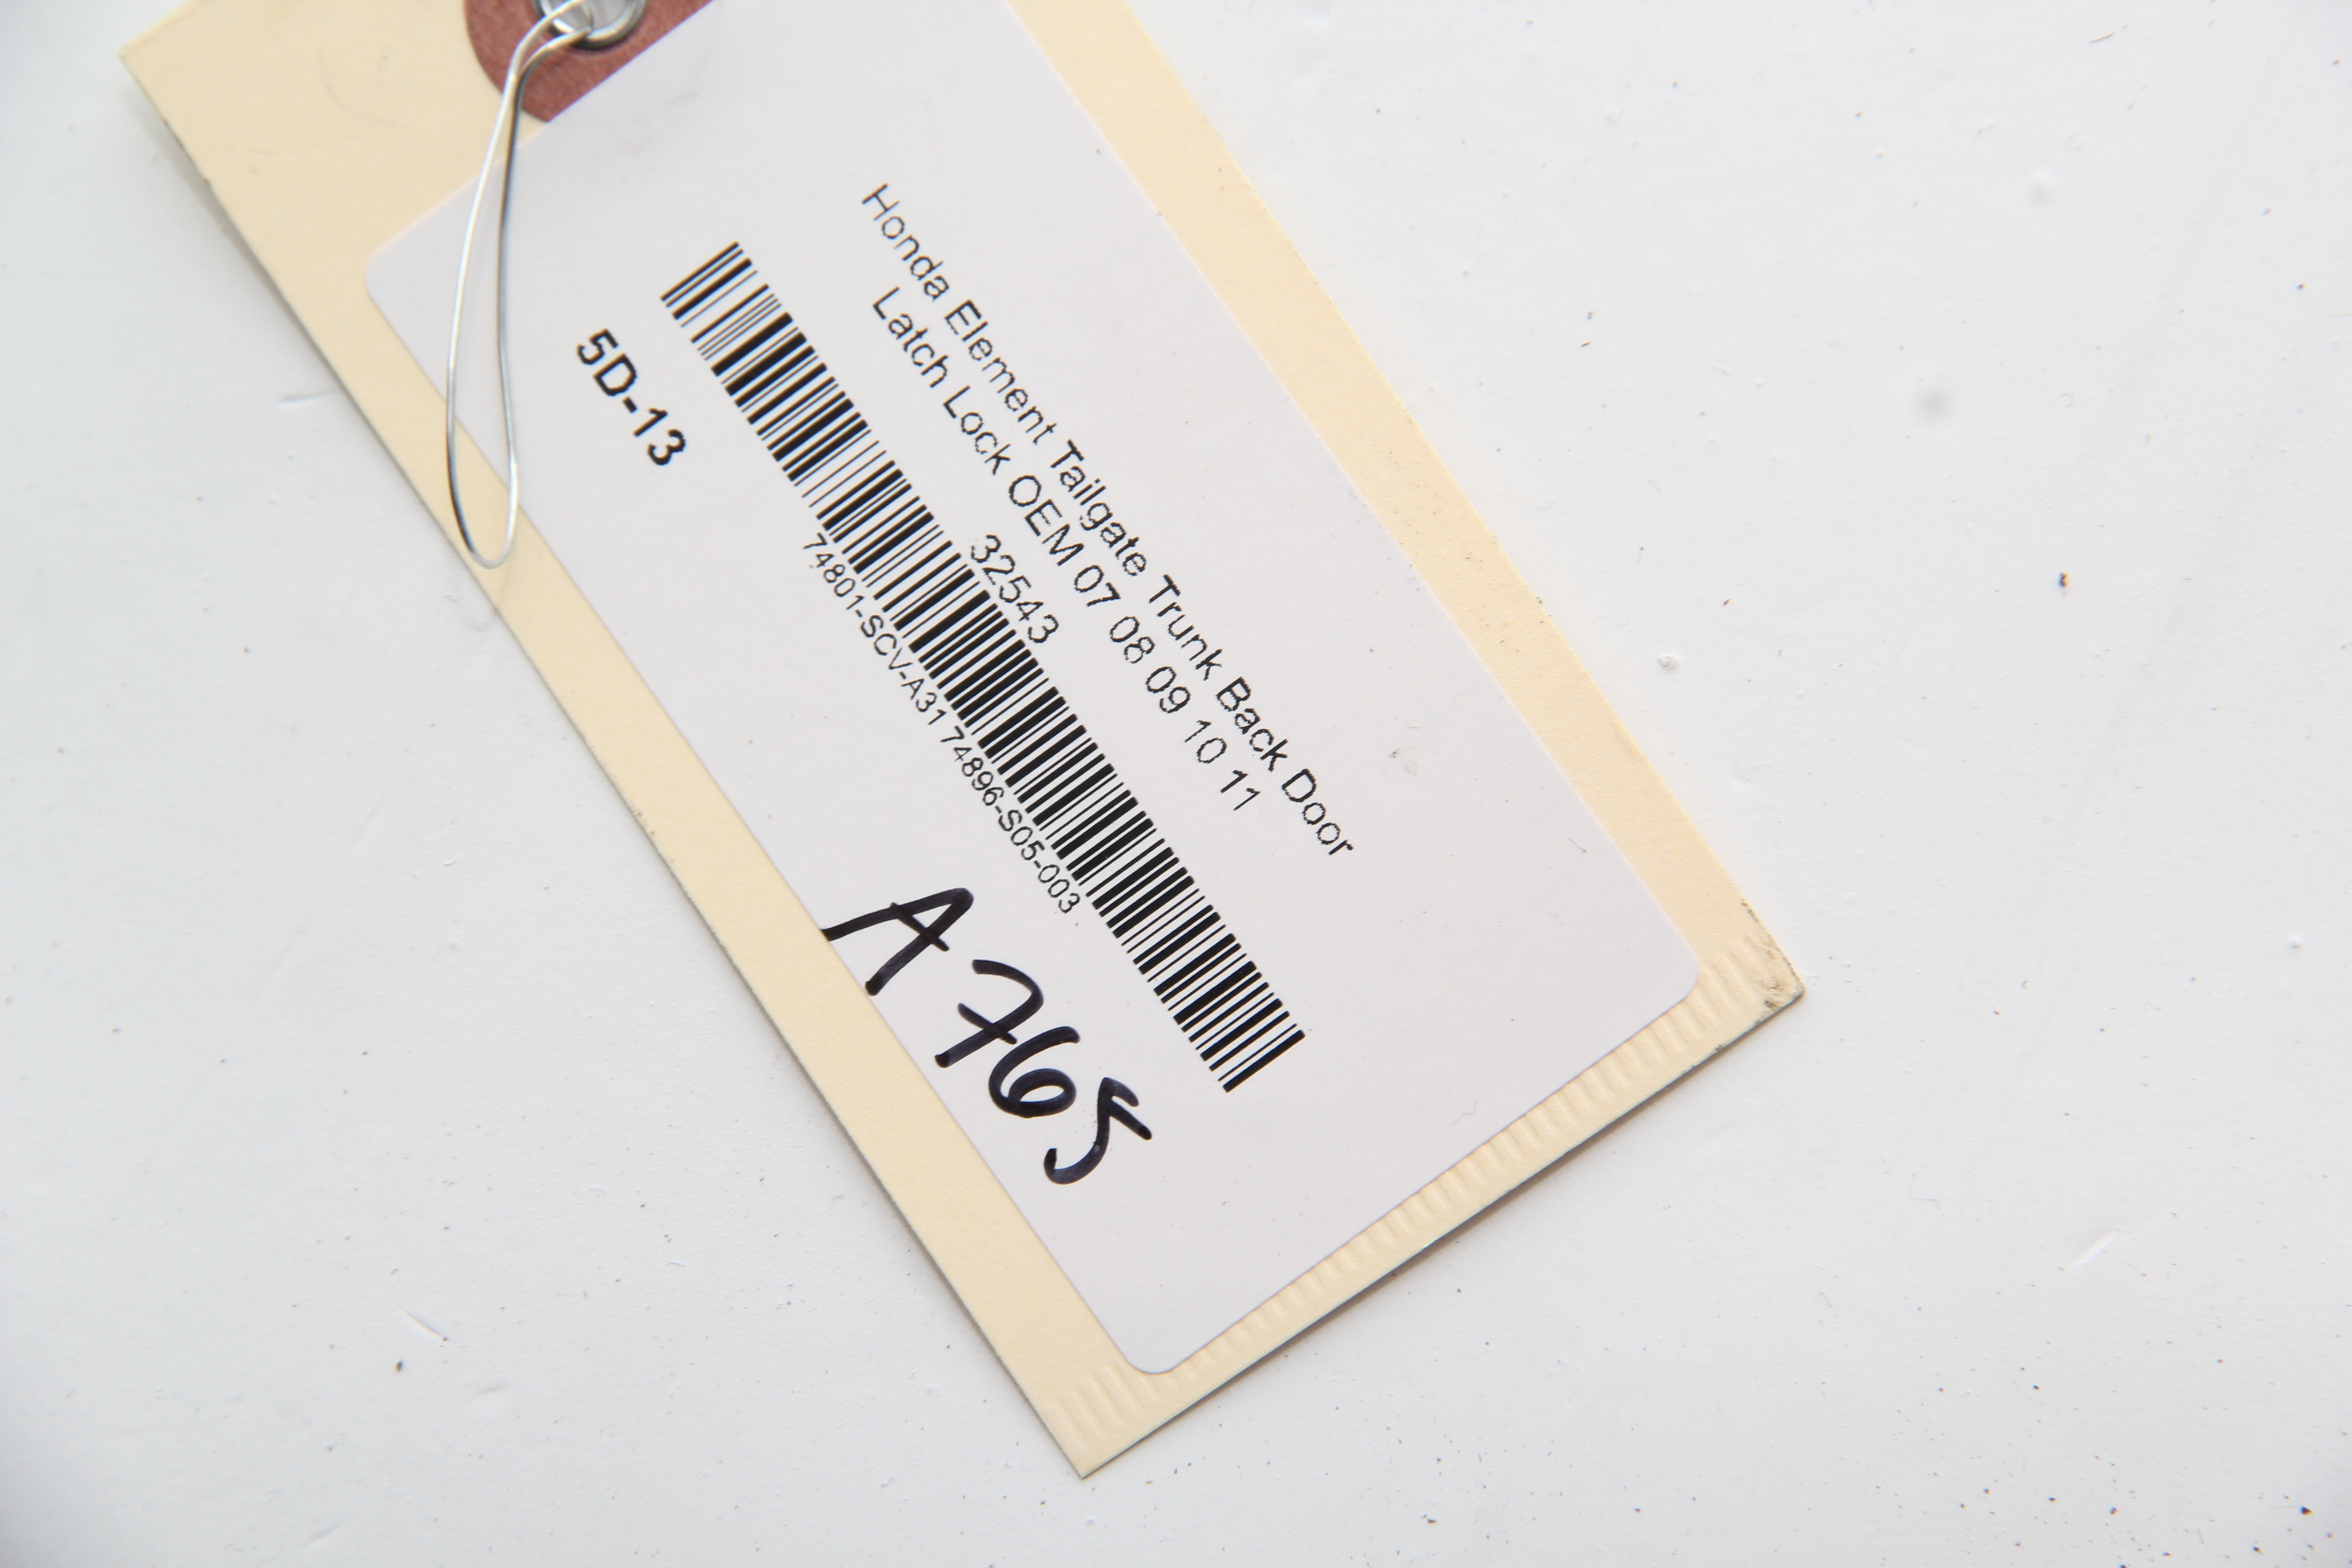 Honda Element Tailgate Trunk Back Door
Latch Lock OEM 07 08 09 10 11
32543
74801-SCV-A31 74896-S05-003
5D-13
A765